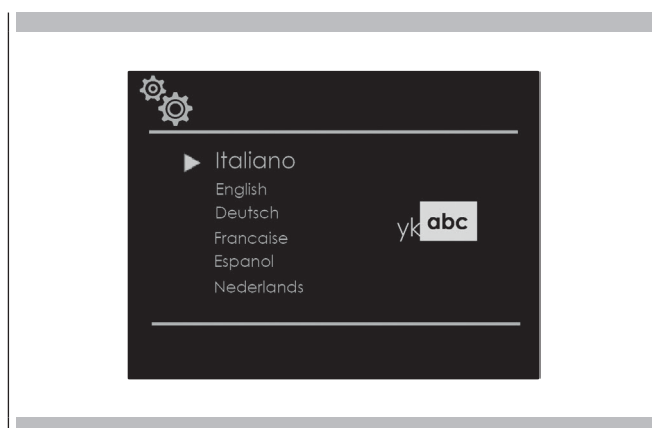 Italiano
English
Deutsch
Francaise
Espanol
Nederlands
yk abc